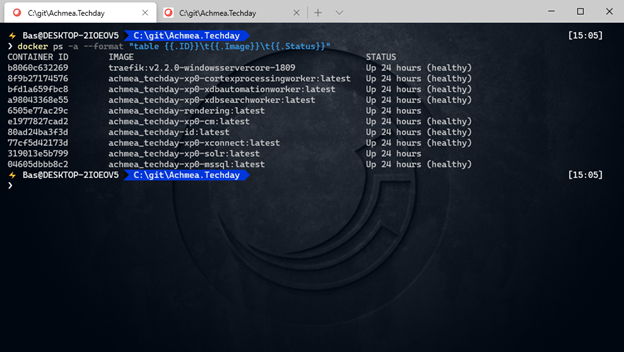 C:\git\Achmea.Techday
C:\git\Achmea.Techday
Bas@DESKTOP-2IOEOV5 C:\git\Achmea.Techday [15:05]
❯ docker ps -a --format "table {{.ID}}\t{{.Image}}\t{{.Status}}"
CONTAINER ID IMAGE STATUS
b8060c632269 traefik:v2.2.0-windowsservercore-1809 Up 24 hours (healthy)
8f9b27174576 achmea_techday-xp0-cortexprocessingworker:latest Up 24 hours (healthy)
bfd1a659fbc8 achmea_techday-xp0-xdbautomationworker:latest Up 24 hours (healthy)
a98043368e55 achmea_techday-xp0-xdbsearchworker:latest Up 24 hours (healthy)
6505e77ac29c achmea_techday-rendering:latest Up 24 hours
e1977827cad2 achmea_techday-xp0-cm:latest Up 24 hours (healthy)
80ad24ba3f3d achmea_techday-id:latest Up 24 hours (healthy)
77cf5d42173d achmea_techday-xp0-xconnect:latest Up 24 hours (healthy)
319013e5b799 achmea_techday-xp0-solr:latest Up 24 hours
04605dbbb8c2 achmea_techday-xp0-mssql:latest Up 24 hours (healthy)
Bas@DESKTOP-2IOEOV5 C:\git\Achmea.Techday [15:05]
❯